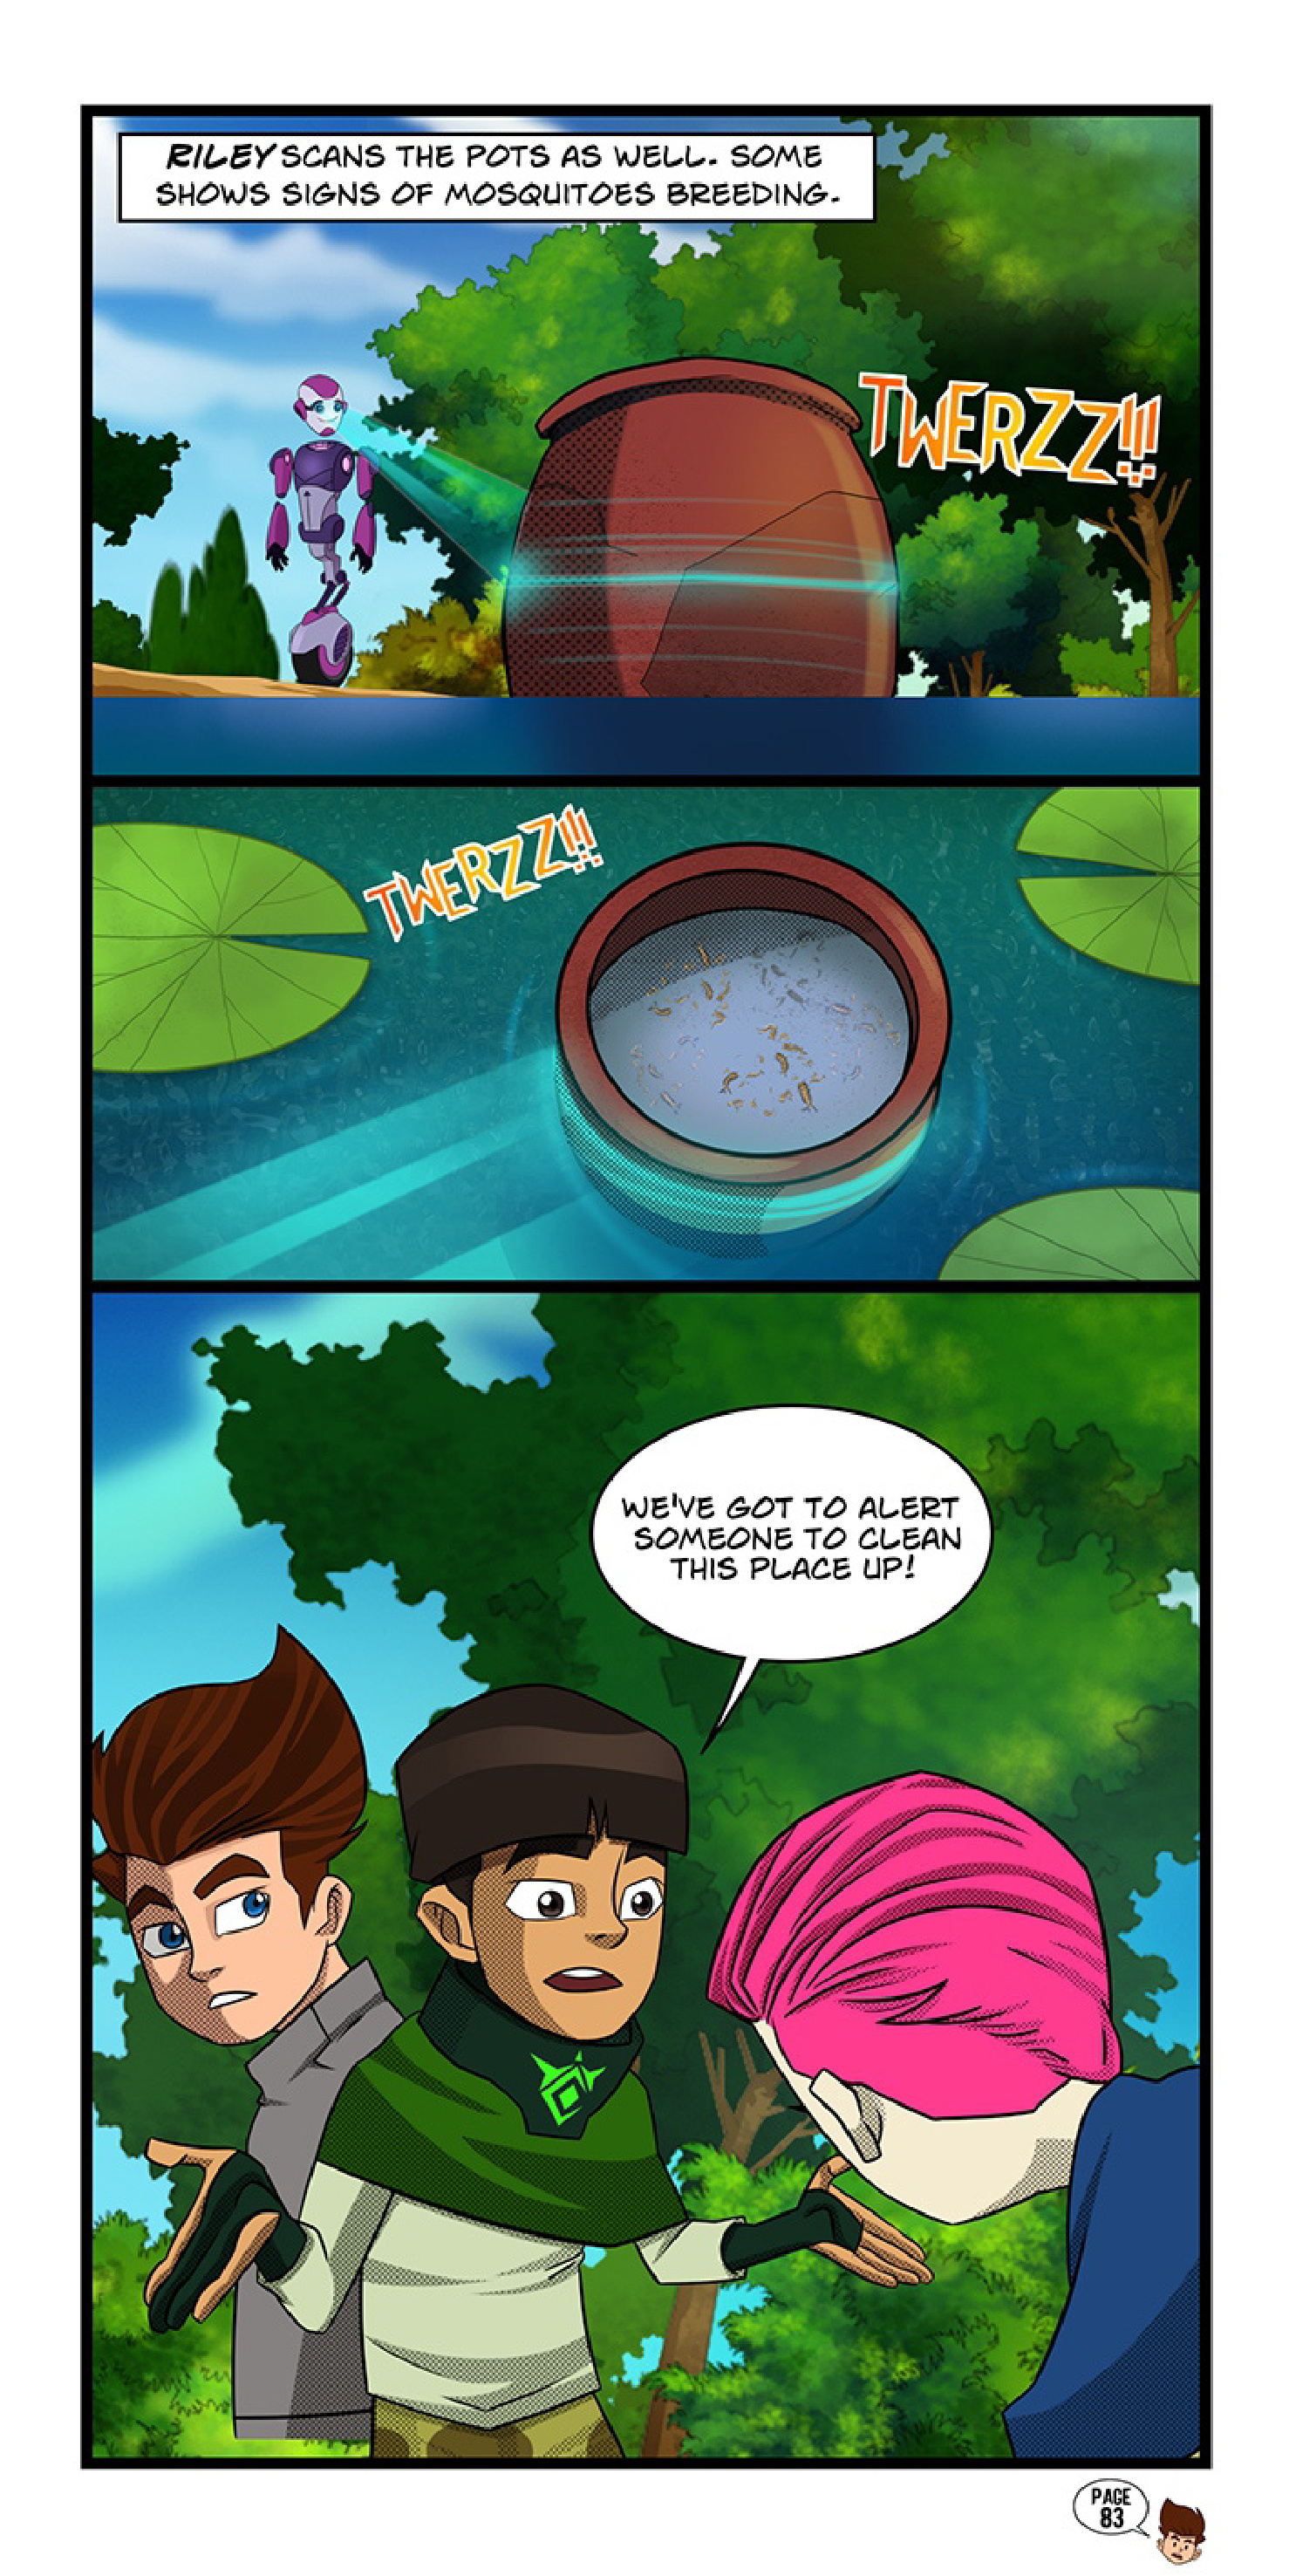 RILEY SCANS THE POTS AS WELL. SOME
SHOWS SIGNS OF MOSQUITOES BREEDING.
TWERZZ!!!
TWERZZ!!!
WE'VE GOT TO ALERT
SOMEONE TO CLEAN
THIS PLACE UP!
PAGE
83